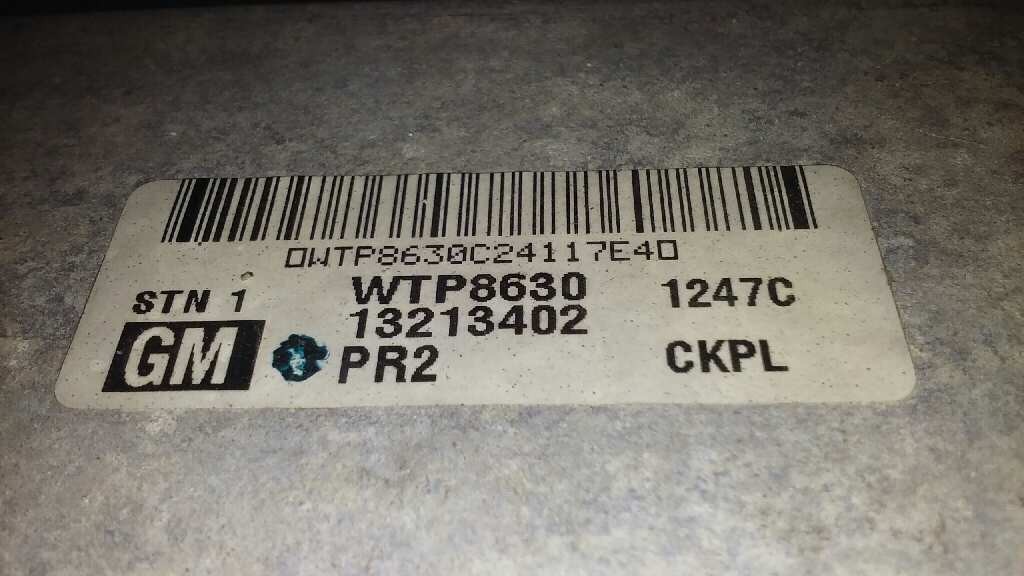 0WTP8630C24117E40
STN 1 WTP8630 1247C
13213402
GM PR2 CKPL